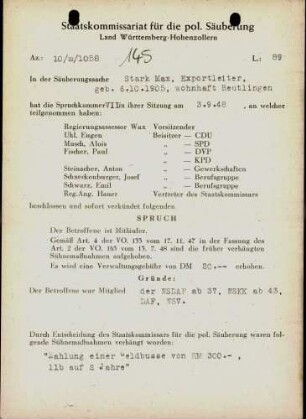 Staatskommissariat für die pol. Säuberung
Land Württemberg-Hohenzollern
Az: 10/a/1058 145 L: 89
In der Säuberungssache Stark Max, Exportleiter,
geb. 6.10.1905, wohnhaft Reutlingen
hat die Spruchkammer VII in ihrer Sitzung am 3.9.48 , an welcher
teilgenommen haben:
Regierungsassessor Wax Vorsitzender
Uhl, Eugen Beisitzer — CDU
Musch, Alois „ — SPD
Fischer, Paul „ — DVP
„ — KPD
Steinacher, Anton „ — Gewerkschaften
Schneckenburger, Josef „ — Berufsgruppe
Schwarz, Emil „ — Berufsgruppe
Reg.Ang. Hauer Vertreter des Staatskommissars
beschlossen und sofort verkündet folgenden
SPRUCH
Der Betroffene ist Mitläufer.
Gemäß Art. 4 der VO. 133 vom 17. 11. 47 in der Fassung des
Art. 2 der VO. 165 vom 13. 7. 48 sind die früher verhängten
Sühnemaßnahmen aufgehoben.
Es wird eine Verwaltungsgebühr von DM 20.-- erhoben.
Gründe:
Der Betroffene war Mitglied der NSDAP ab 37, NSKK ab 43,
DAF, NSV.
Durch Entscheidung des Staatskommissars für die pol. Säuberung waren fol-
gende Sühnemaßnahmen verhängt worden:
"Zahlung einer Geldbusse von RM 300.-- ,
11b auf 2 Jahre"